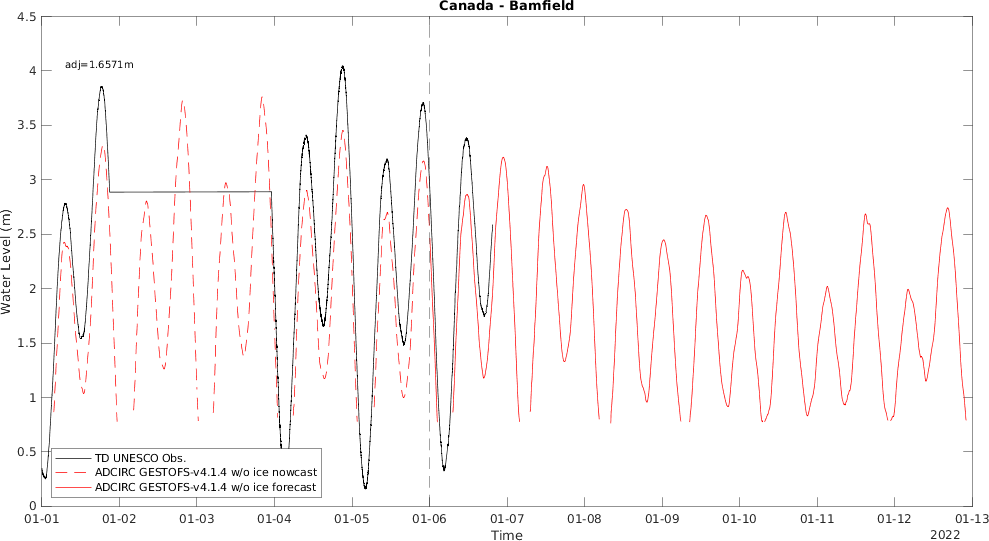 Canada - Bamfield
4.5
4
3.5
3
2.5
2
1.5
1
0.5
0
Water Level (m)
adj=1.6571m
TD UNESCO Obs.
ADCIRC GESTOFS-v4.1.4 w/o ice nowcast
ADCIRC GESTOFS-v4.1.4 w/o ice forecast
01-01 01-02 01-03 01-04 01-05 01-06 01-07 01-08 01-09 01-10 01-11 01-12 01-13
Time
2022